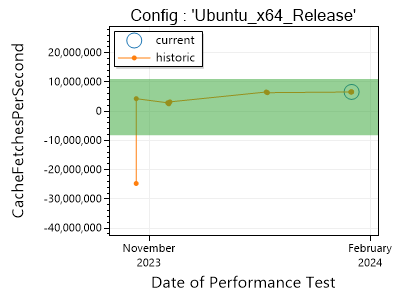 Config : 'Ubuntu_x64_Release'
current
historic
CacheFetchesPerSecond
20,000,000
10,000,000
0
-10,000,000
-20,000,000
-30,000,000
-40,000,000
November
2023
February
2024
Date of Performance Test